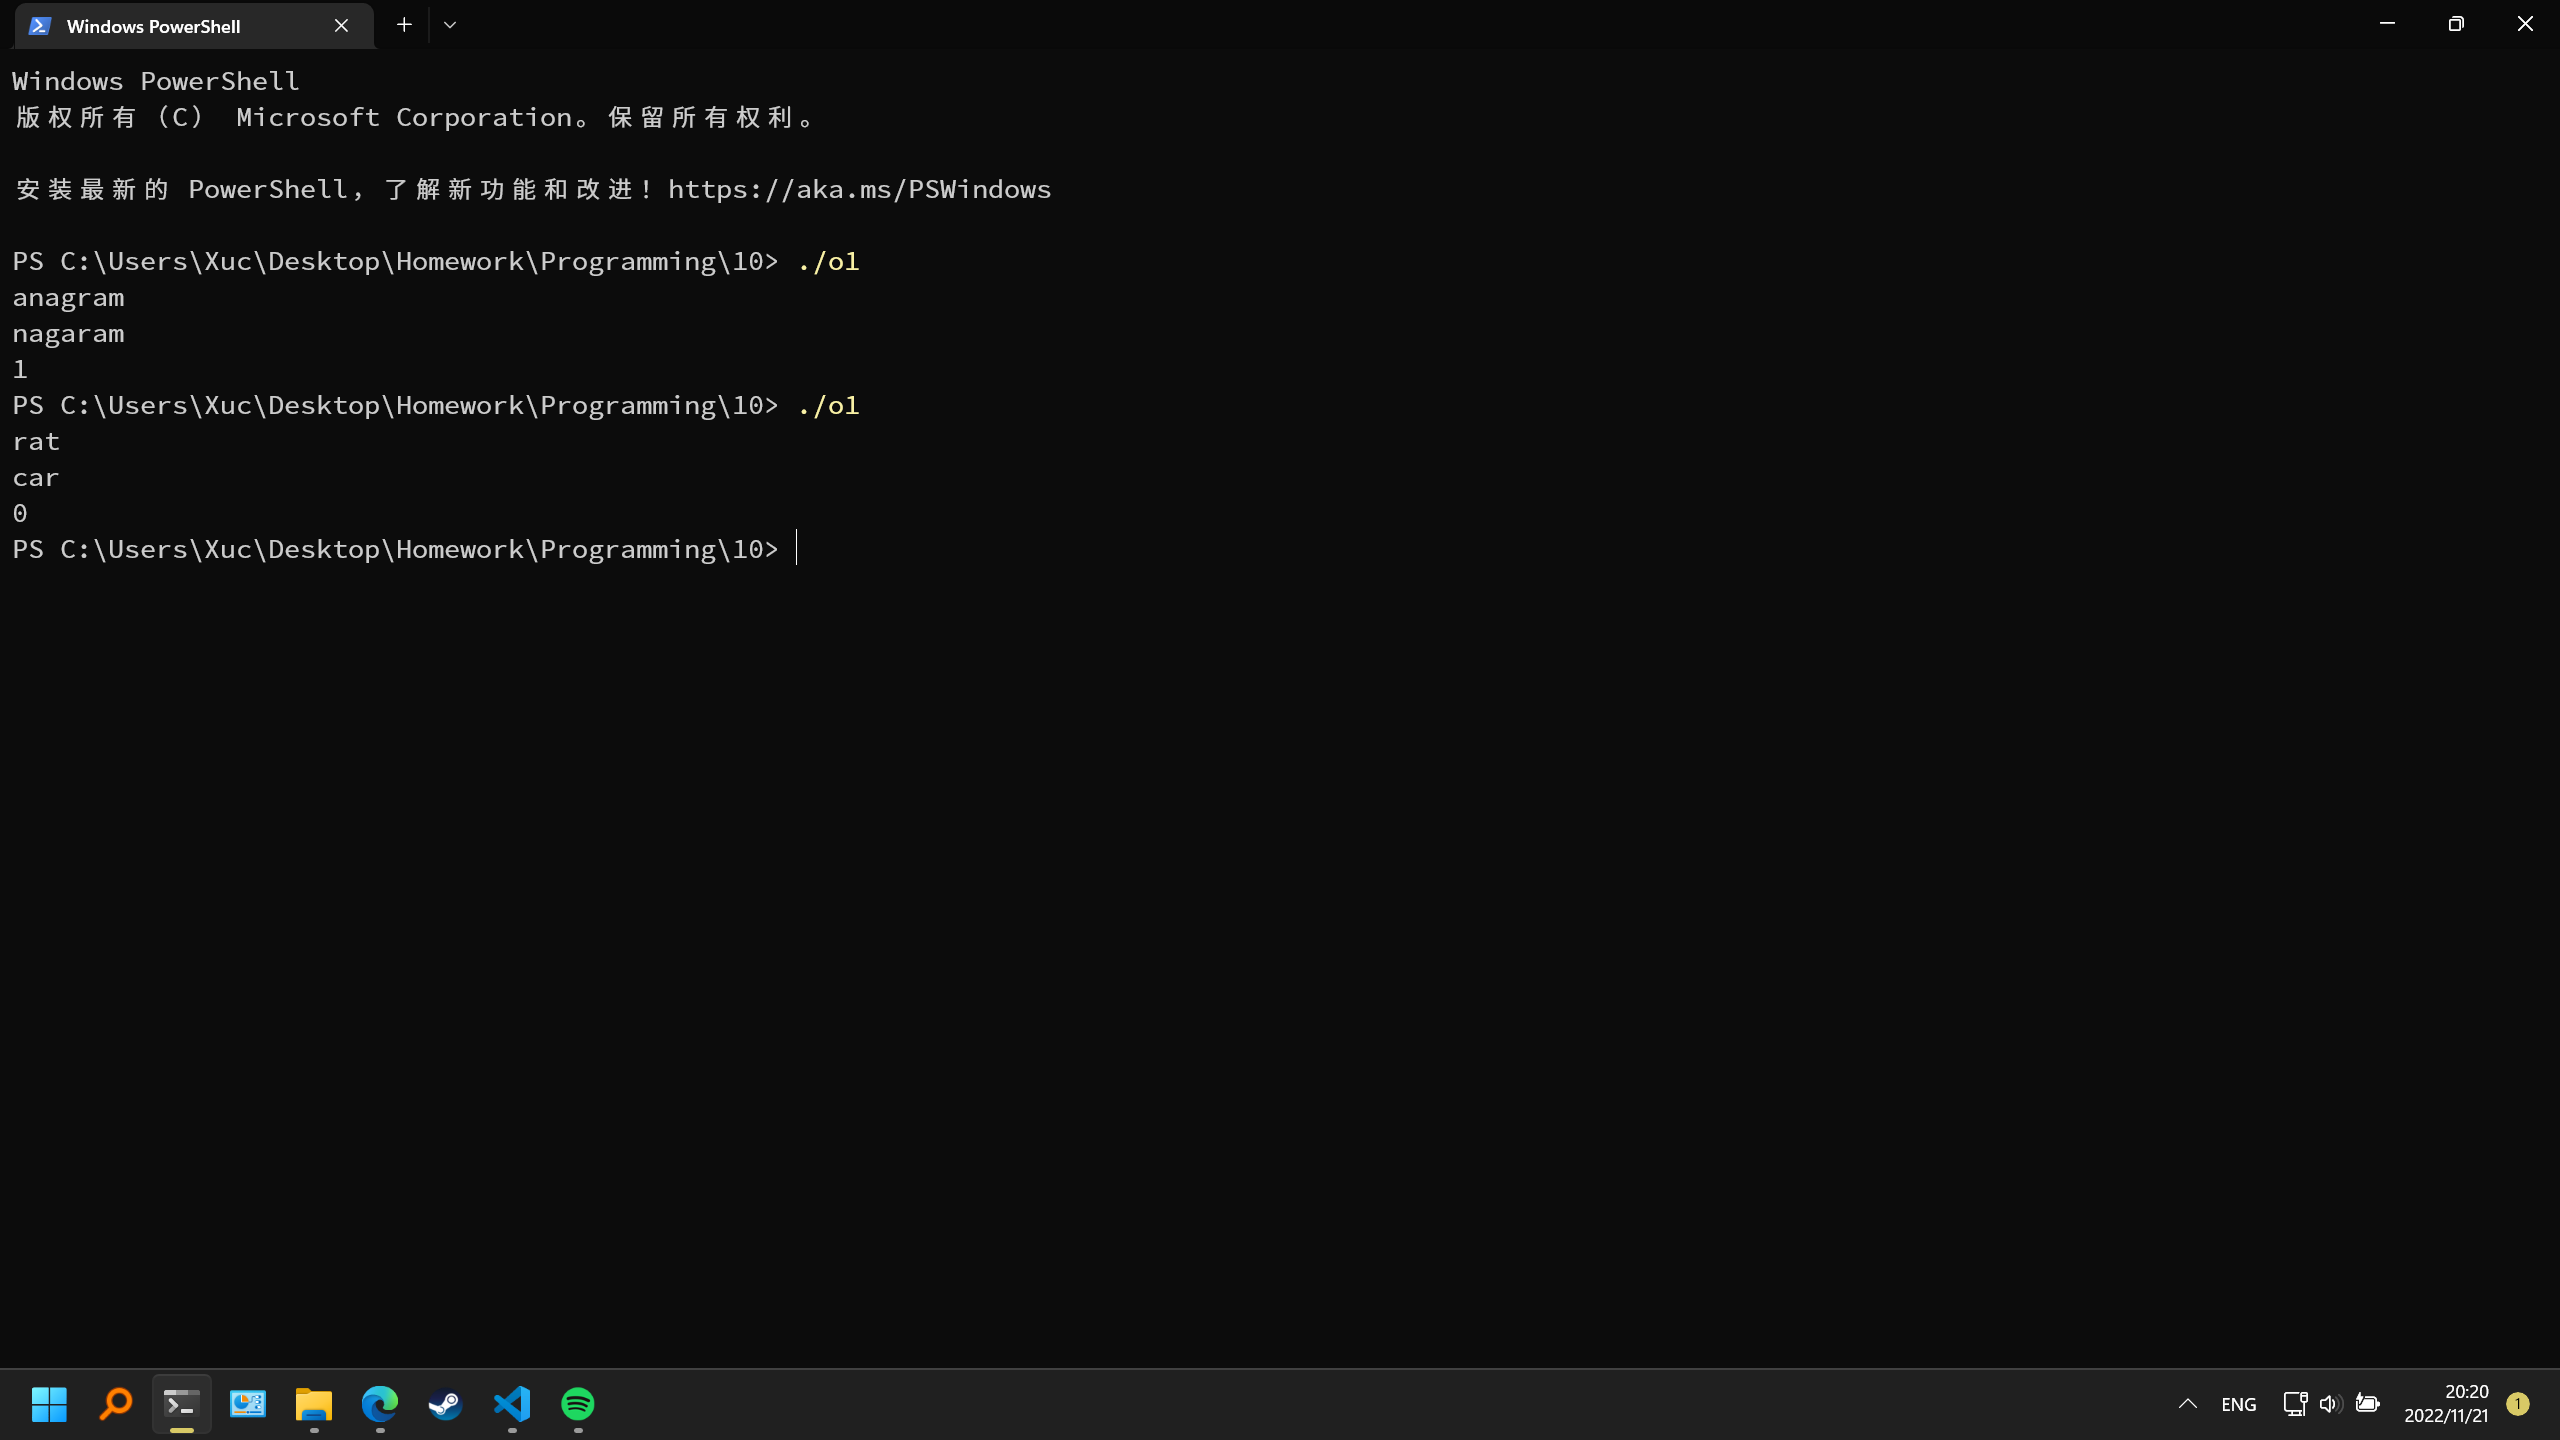 Windows PowerShell
Windows PowerShell
版权所有（C） Microsoft Corporation。保留所有权利。
安装最新的 PowerShell，了解新功能和改进！https://aka.ms/PSWindows
PS C:\Users\Xuc\Desktop\Homework\Programming\10> ./o1
anagram
nagaram
1
PS C:\Users\Xuc\Desktop\Homework\Programming\10> ./o1
rat
car
0
PS C:\Users\Xuc\Desktop\Homework\Programming\10>
ENG
20:20
2022/11/21
1